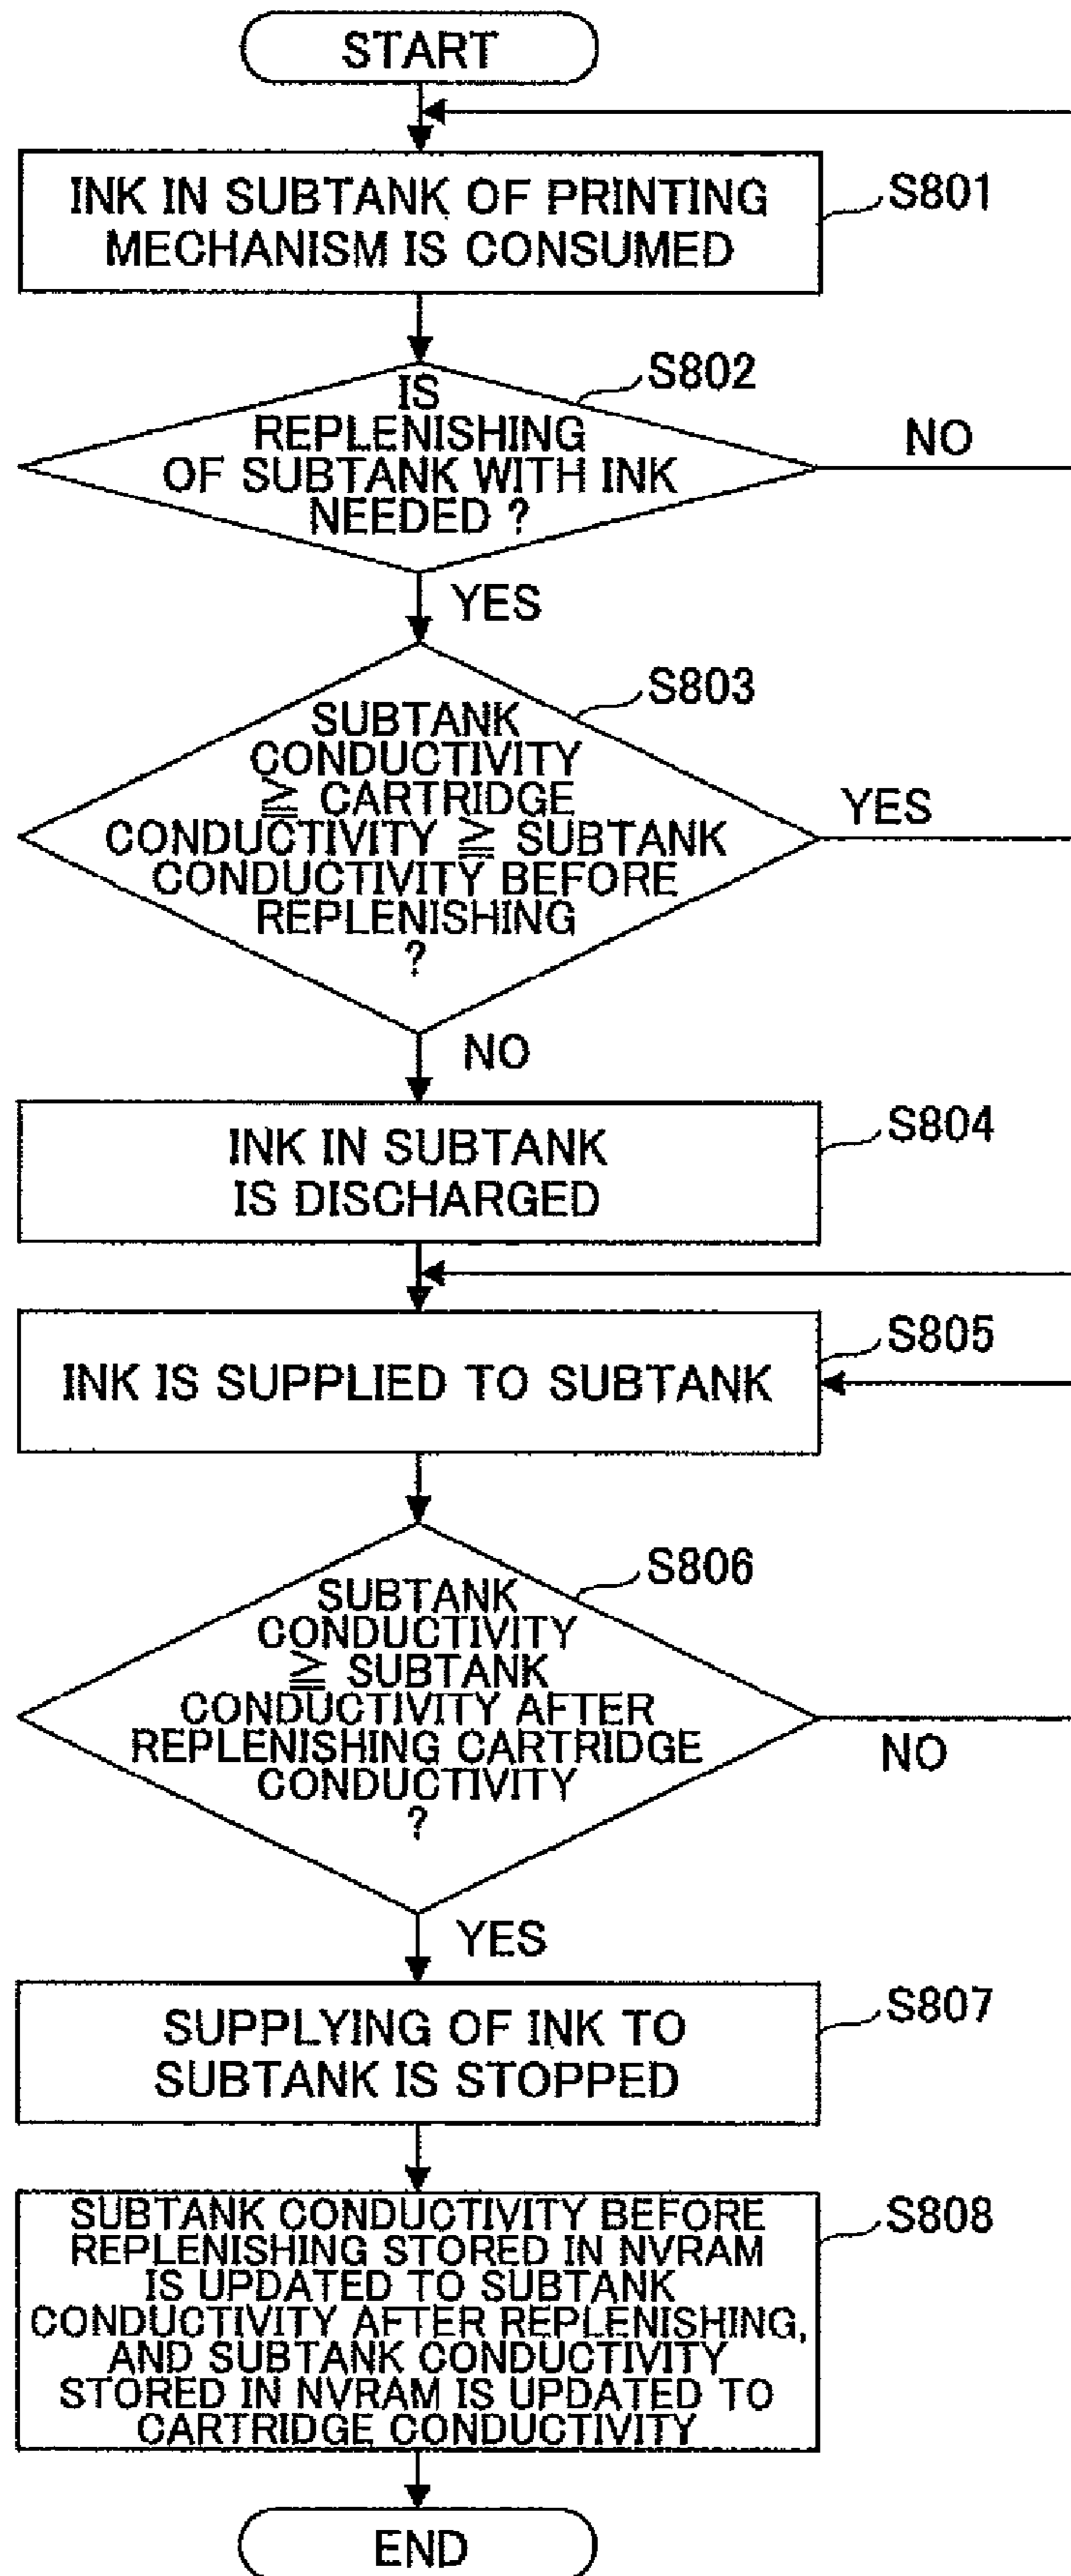 START
INK IN SUBTANK OF PRINTING
MECHANISM IS CONSUMED
S801
IS
REPLENISHING
OF SUBTANK WITH INK
NEEDED ?
S802
NO
YES
SUBTANK
CONDUCTIVITY
≧ CARTRIDGE
CONDUCTIVITY ≧ SUBTANK
CONDUCTIVITY BEFORE
REPLENISHING
?
S803
YES
NO
INK IN SUBTANK
IS DISCHARGED
S804
INK IS SUPPLIED TO SUBTANK
S805
SUBTANK
CONDUCTIVITY
≧ SUBTANK
CONDUCTIVITY AFTER
REPLENISHING CARTRIDGE
CONDUCTIVITY
?
S806
NO
YES
SUPPLYING OF INK TO
SUBTANK IS STOPPED
S807
SUBTANK CONDUCTIVITY BEFORE
REPLENISHING STORED IN NVRAM
IS UPDATED TO SUBTANK
CONDUCTIVITY AFTER REPLENISHING,
AND SUBTANK CONDUCTIVITY
STORED IN NVRAM IS UPDATED TO
CARTRIDGE CONDUCTIVITY
S808
END